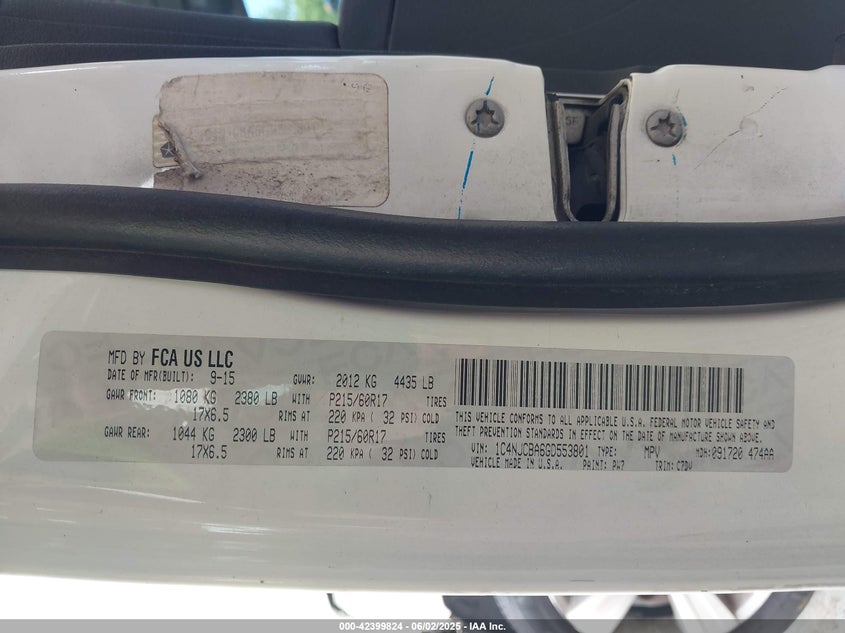 MFD BY FCA US LLC
DATE OF MFR(BUILT): 9-15 GVWR: 2012 KG 4435 LB
GAWR FRONT: 1080 KG 2380 LB WITH P215/60R17 TIRES
17X6.5 RIMS AT 220 KPA ( 32 PSI) COLD
GAWR REAR: 1044 KG 2300 LB WITH P215/60R17 TIRES
17X6.5 RIMS AT 220 KPA ( 32 PSI) COLD
THIS VEHICLE CONFORMS TO ALL APPLICABLE U.S.A. FEDERAL MOTOR VEHICLE SAFETY AND
THEFT PREVENTION STANDARDS IN EFFECT ON THE DATE OF MANUFACTURE SHOWN ABOVE.
VIN: 1C4NJCBA6GD553801 TYPE: MPV MDH: 091720 474AA
VEHICLE MADE IN U.S.A. PAINT: PW7 TRIM: C7DV
000-42399824 - 06/02/2025 - IAA Inc.